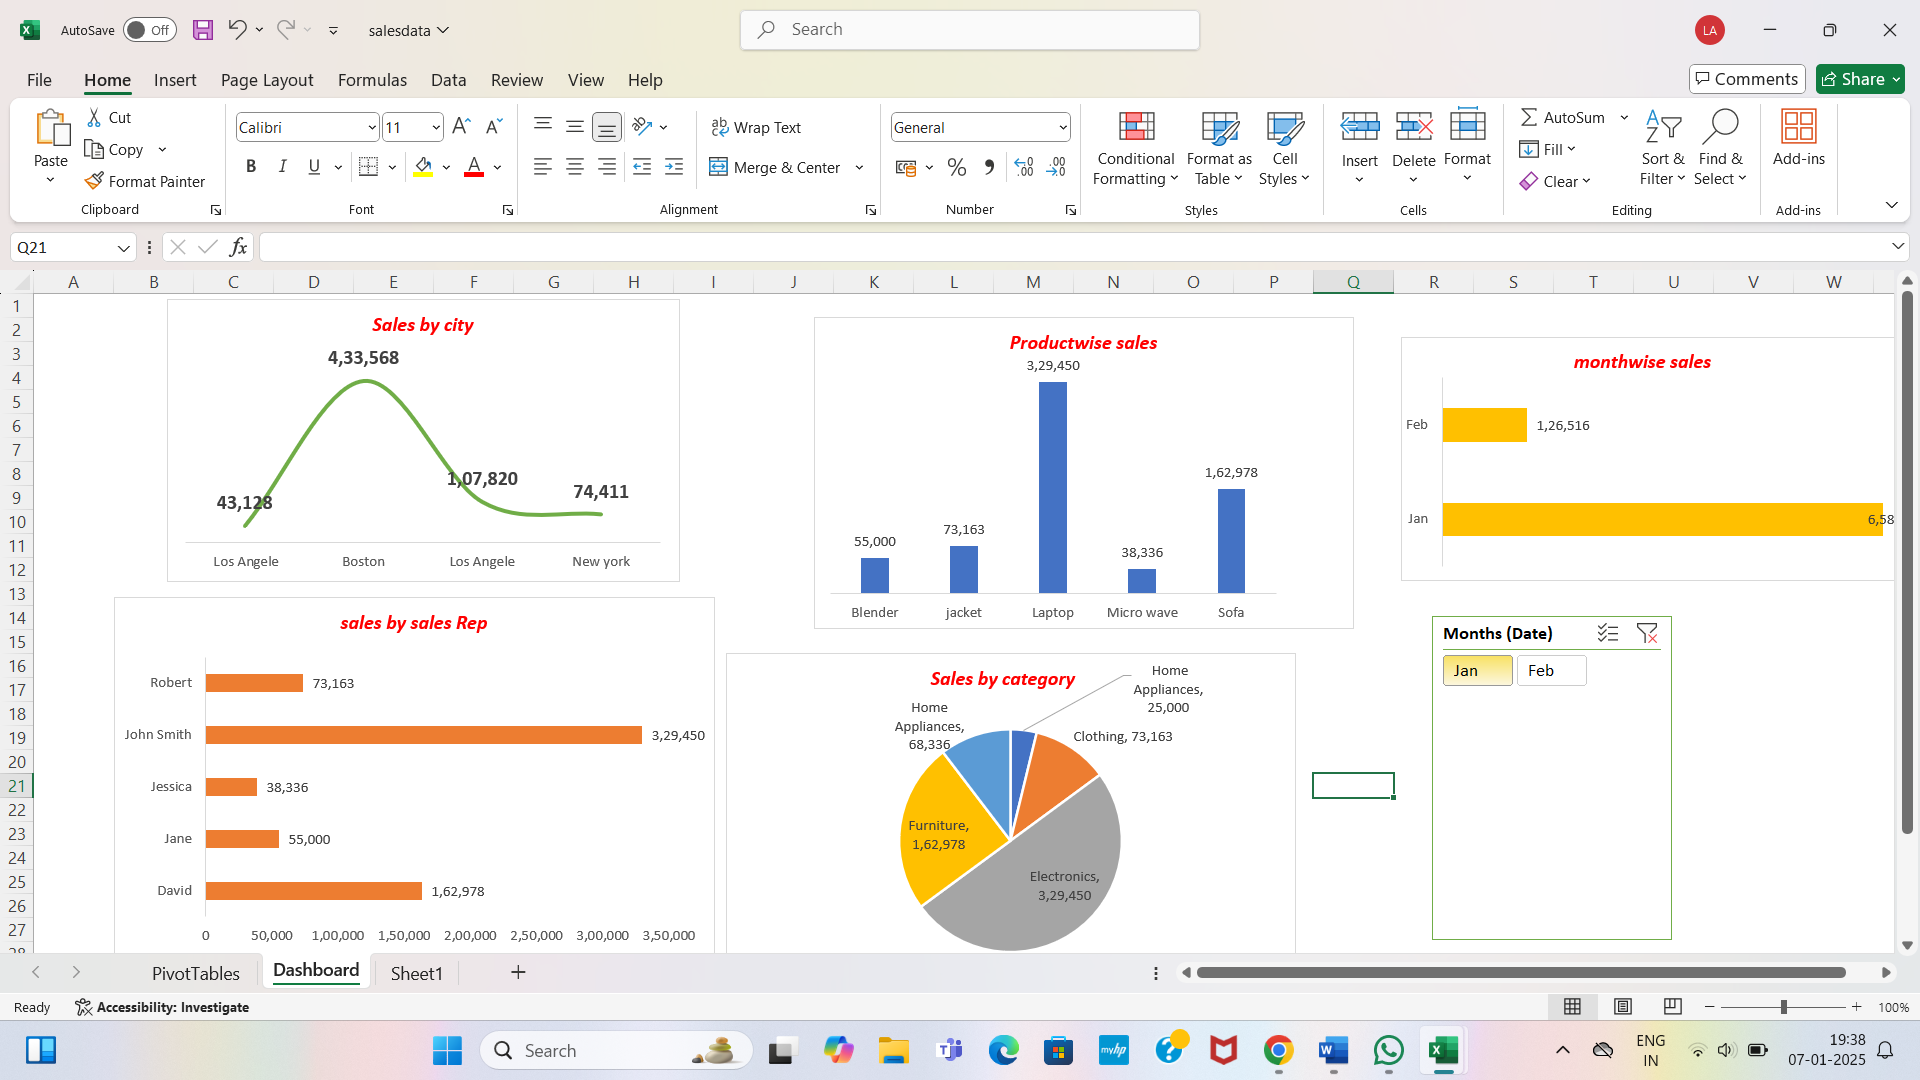 AutoSave Off salesdata Search LA
File Home Insert Page Layout Formulas Data Review View Help Comments Share
Paste Cut Copy Format Painter Clipboard
Calibri 11 B I U A Font
ab Wrap Text Merge & Center Alignment
General % Number
Conditional Formatting Format as Table Cell Styles Styles
Insert Delete Format Cells
AutoSum Fill Clear Sort & Filter Find & Select Editing
Add-ins Add-ins
Q21 fx
A B C D E F G H I J K L M N O P Q R S T U V W
1
2
3
4
5
6
7
8
9
10
11
12
13
14
15
16
17
18
19
20
21
22
23
24
25
26
27
28
Sales by city
4,33,568
43,128
1,07,820
74,411
Los Angele Boston Los Angele New york
Productwise sales
3,29,450
1,62,978
73,163
55,000
38,336
Blender jacket Laptop Micro wave Sofa
monthwise sales
Feb 1,26,516
Jan 6,58
sales by sales Rep
Robert 73,163
John Smith 3,29,450
Jessica 38,336
Jane 55,000
David 1,62,978
0 50,000 1,00,000 1,50,000 2,00,000 2,50,000 3,00,000 3,50,000
Sales by category
Home
Appliances,
25,000
Home
Appliances,
68,336
Clothing, 73,163
Furniture,
1,62,978
Electronics,
3,29,450
Months (Date)
Jan Feb
PivotTables Dashboard Sheet1
Ready Accessibility: Investigate 100%
Search myhp ENG 19:38
IN 07-01-2025